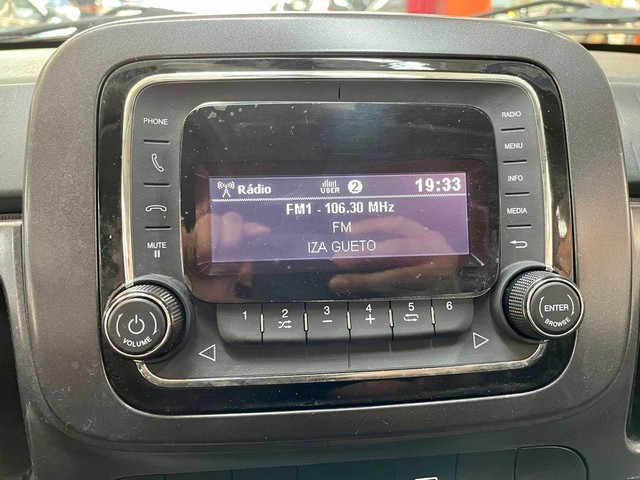 PHONE
MUTE
VOLUME
Rádio USER 2 19:33
FM1 - 106.30 MHz
FM
IZA GUETO
RADIO
MENU
INFO
MEDIA
ENTER
BROWSE
1 2 3 4 5 6